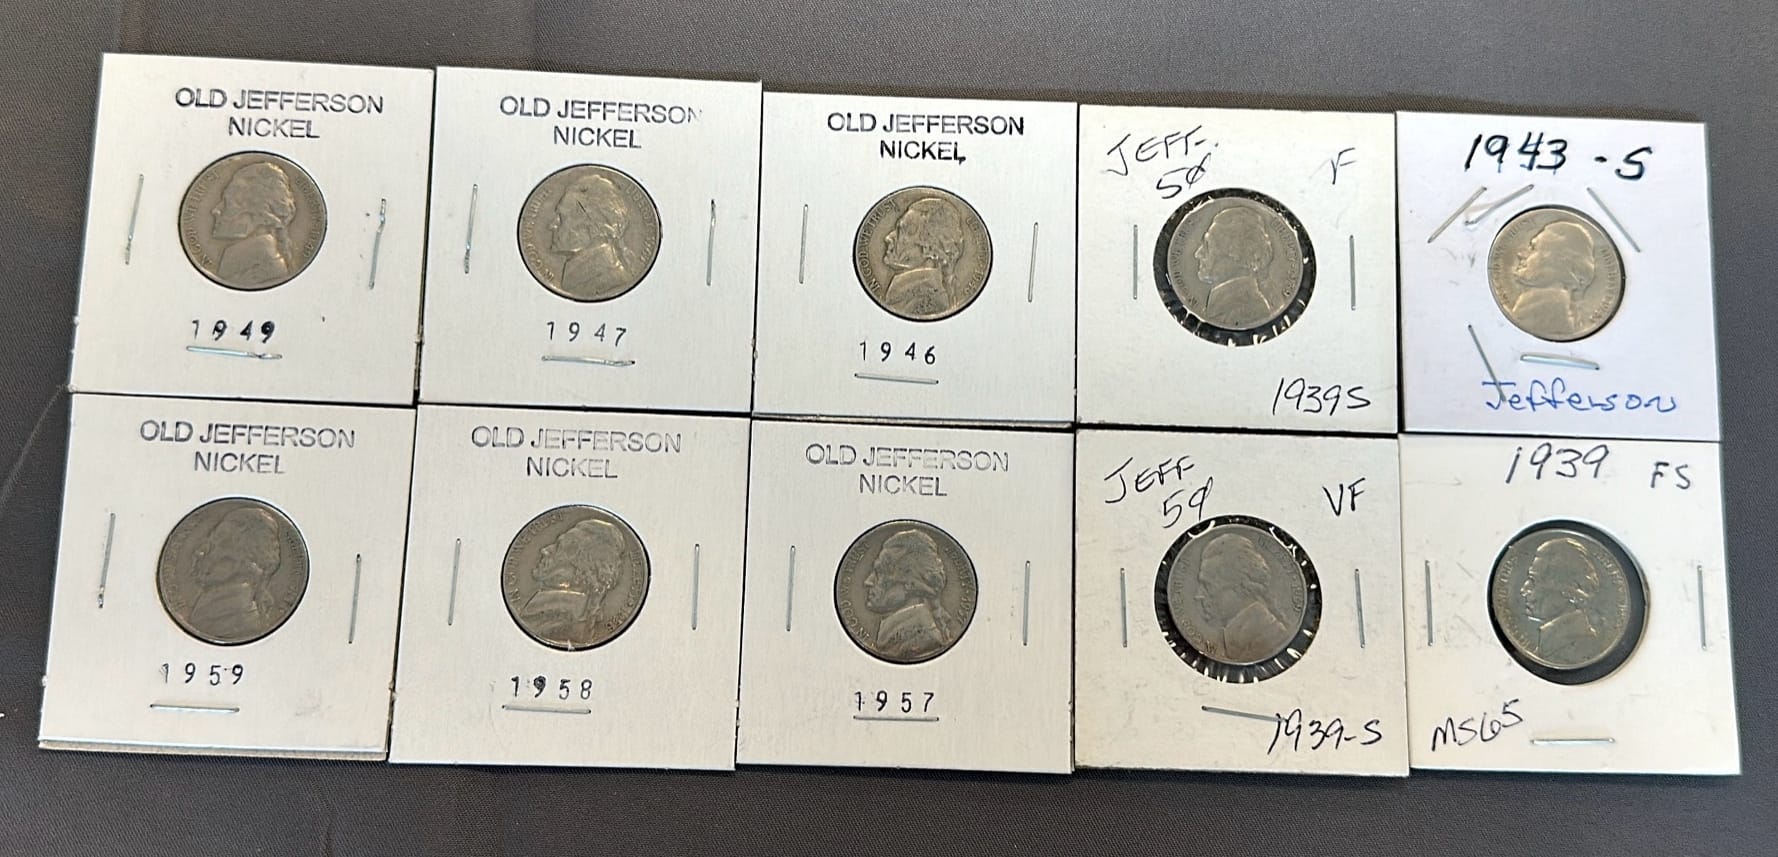 OLD JEFFERSON
NICKEL
1949
OLD JEFFERSON
NICKEL
1947
OLD JEFFERSON
NICKEL
1946
JEFF.
5¢
F
1939S
1943-S
Jefferson
OLD JEFFERSON
NICKEL
1959
OLD JEFFERSON
NICKEL
1958
OLD JEFFERSON
NICKEL
1957
JEFF
5¢
VF
1939-S
1939 FS
MS65